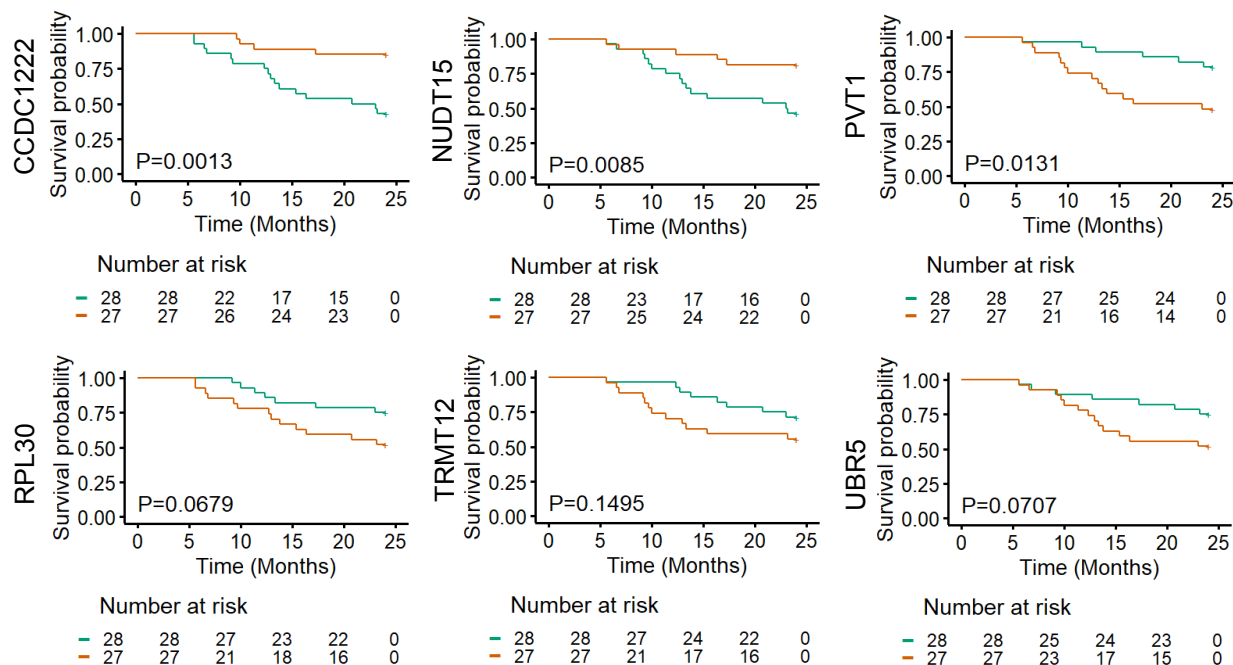 CCDC1222
Survival probability
1.00
0.75
0.50
0.25
0.00
P=0.0013
0 5 10 15 20 25
Time (Months)
Number at risk
28 28 22 17 15 0
27 27 26 24 23 0
NUDT15
Survival probability
1.00
0.75
0.50
0.25
0.00
P=0.0085
0 5 10 15 20 25
Time (Months)
Number at risk
28 28 23 17 16 0
27 27 25 24 22 0
PVT1
Survival probability
1.00
0.75
0.50
0.25
0.00
P=0.0131
0 5 10 15 20 25
Time (Months)
Number at risk
28 28 27 25 24 0
27 27 21 16 14 0
RPL30
Survival probability
1.00
0.75
0.50
0.25
0.00
P=0.0679
0 5 10 15 20 25
Time (Months)
Number at risk
28 28 27 23 22 0
27 27 21 18 16 0
TRMT12
Survival probability
1.00
0.75
0.50
0.25
0.00
P=0.1495
0 5 10 15 20 25
Time (Months)
Number at risk
28 28 27 24 22 0
27 27 21 17 16 0
UBR5
Survival probability
1.00
0.75
0.50
0.25
0.00
P=0.0707
0 5 10 15 20 25
Time (Months)
Number at risk
28 28 25 24 23 0
27 27 23 17 15 0